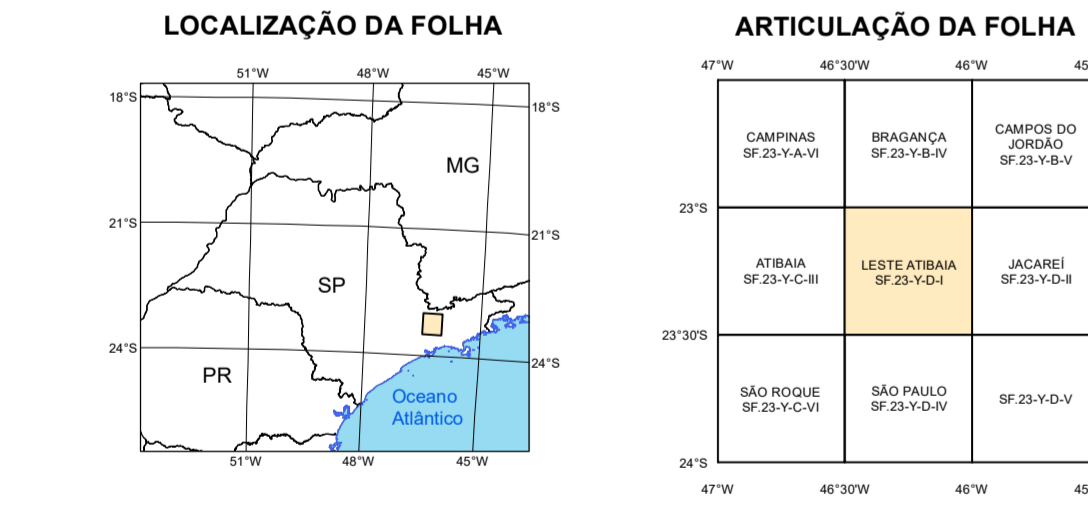 LOCALIZAÇÃO DA FOLHA
51°W 48°W 45°W
18°S 18°S
MG
21°S 21°S
SP
24°S 24°S
PR
Oceano
Atlântico
51°W 48°W 45°W
ARTICULAÇÃO DA FOLHA
47°W 46°30'W 46°W 45
CAMPINAS
SF.23-Y-A-VI
BRAGANÇA
SF.23-Y-B-IV
CAMPOS DO
JORDÃO
SF.23-Y-B-V
23°S
ATIBAIA
SF.23-Y-C-III
LESTE ATIBAIA
SF.23-Y-D-I
JACAREÍ
SF.23-Y-D-II
23°30'S
SÃO ROQUE
SF.23-Y-C-VI
SÃO PAULO
SF.23-Y-D-IV
SF.23-Y-D-V
24°S
47°W 46°30'W 46°W 45